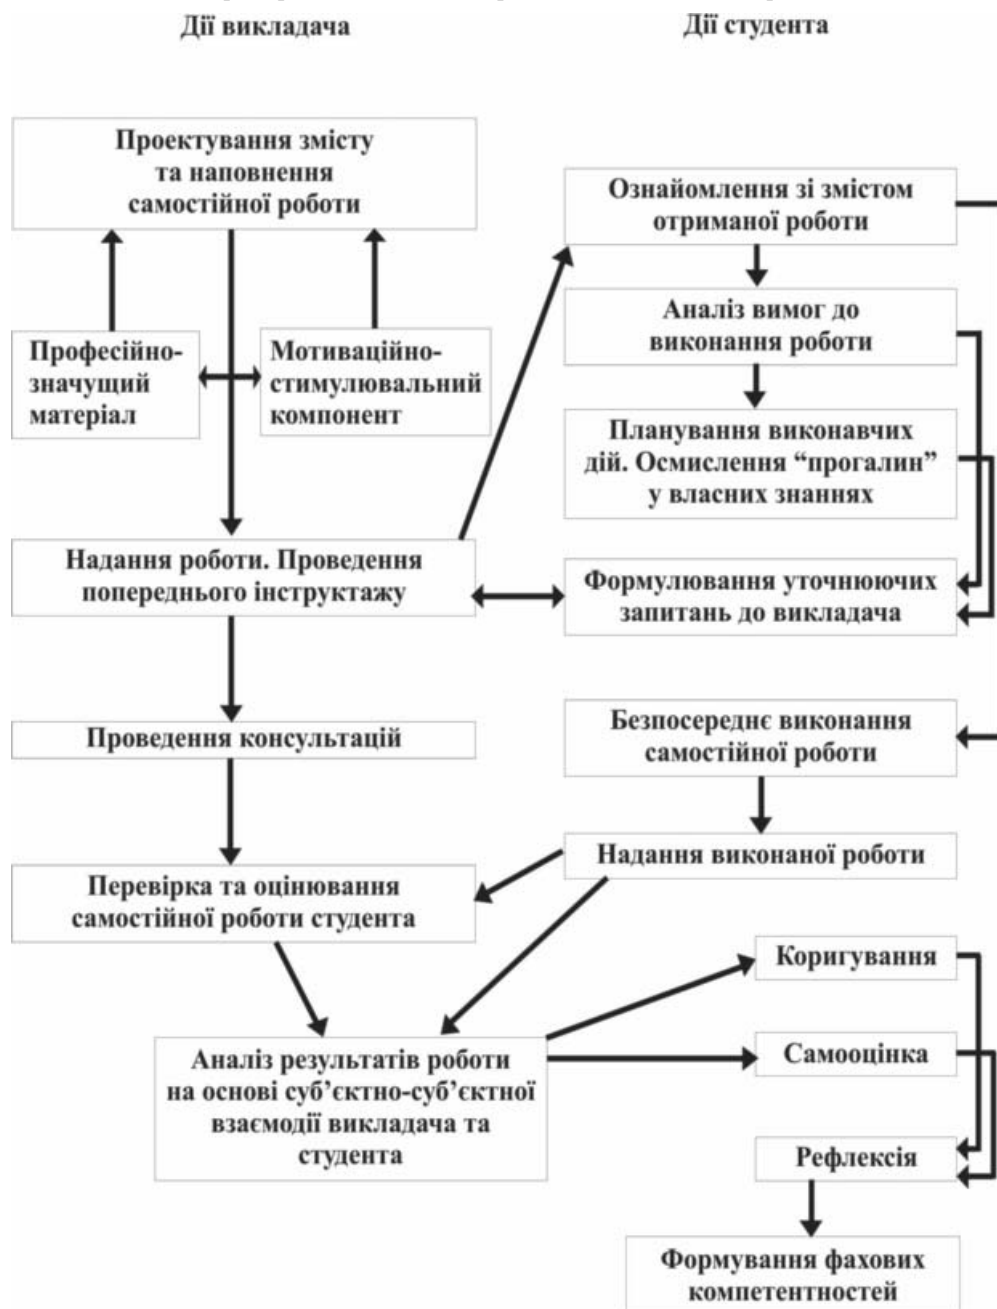 Дії викладача
Дії студента
Проектування змісту
та наповнення
самостійної роботи
Професійно-
значущий
матеріал
Мотиваційно-
стимулювальний
компонент
Надання роботи. Проведення
попереднього інструктажу
Проведення консультацій
Перевірка та оцінювання
самостійної роботи студента
Аналіз результатів роботи
на основі суб’єктно-суб’єктної
взаємодії викладача та
студента
Ознайомлення зі змістом
отриманої роботи
Аналіз вимог до
виконання роботи
Планування виконавчих
дій. Осмислення “прогалин”
у власних знаннях
Формулювання уточнюючих
запитань до викладача
Безпосереднє виконання
самостійної роботи
Надання виконаної роботи
Коригування
Самооцінка
Рефлексія
Формування фахових
компетентностей